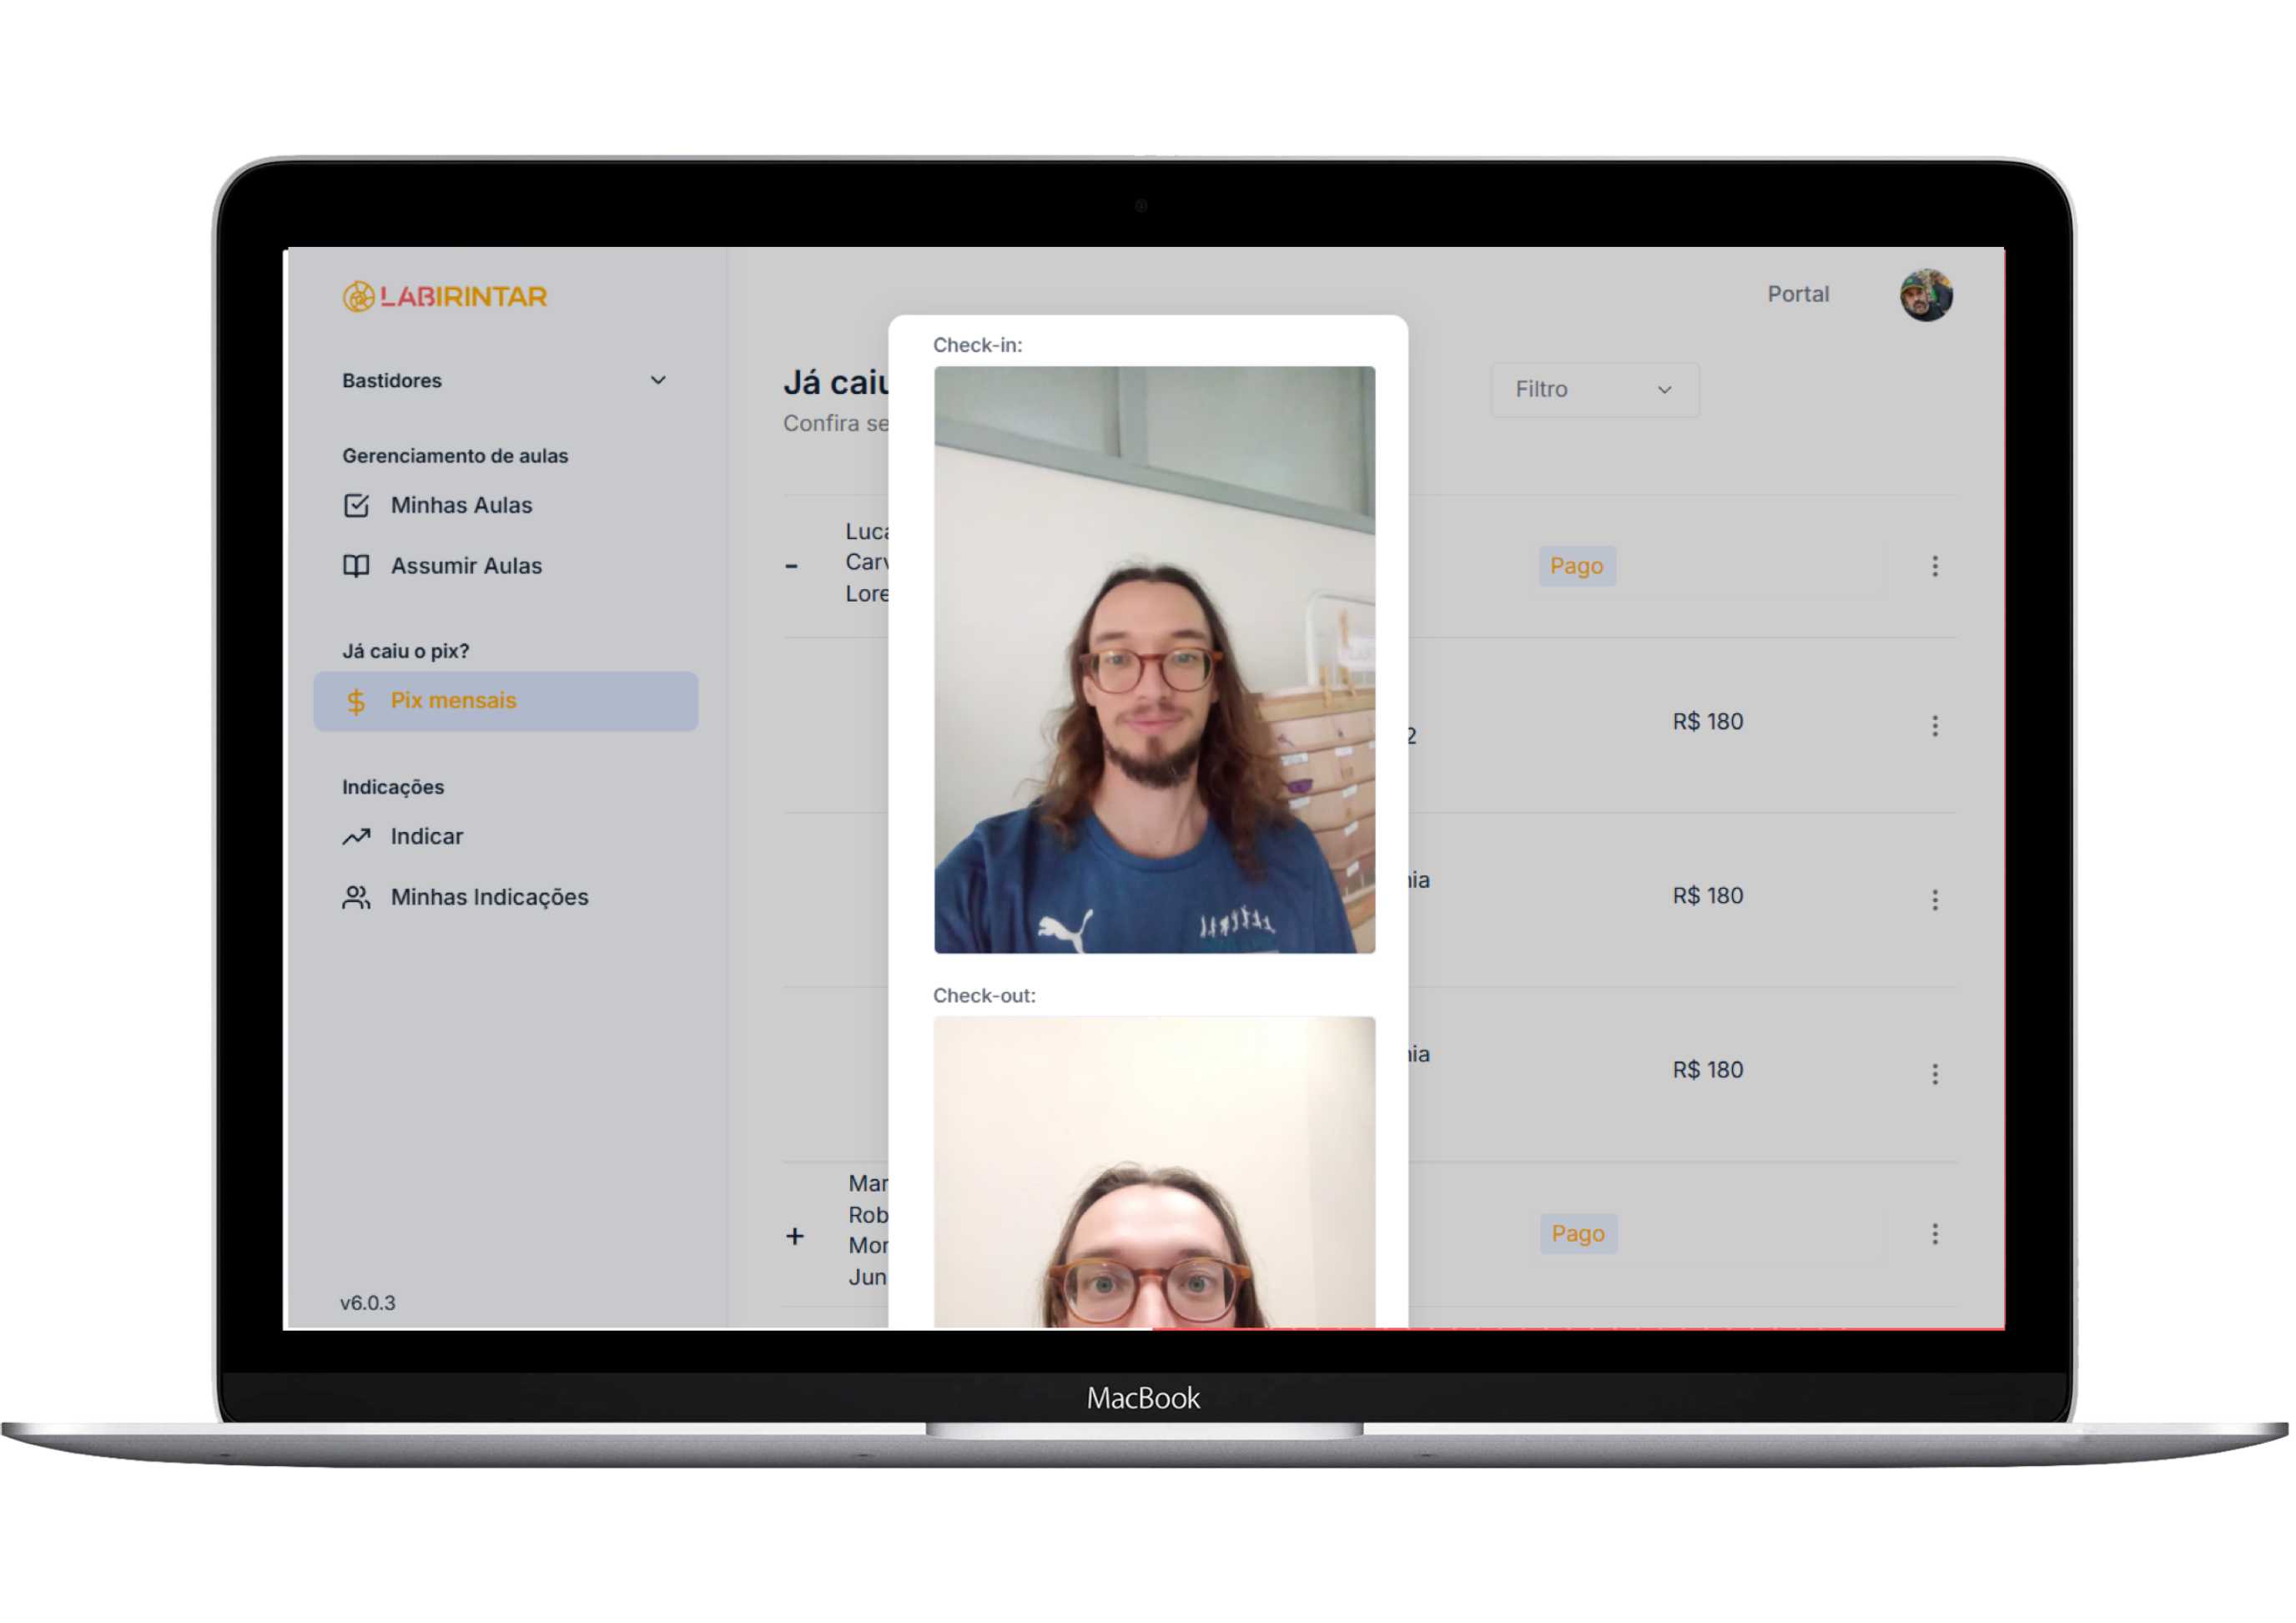 LABIRINTAR
Portal
Bastidores
Gerenciamento de aulas
Minhas Aulas
Assumir Aulas
Já caiu o pix?
Pix mensais
Indicações
Indicar
Minhas Indicações
v6.0.3
Já caiu
Confira se
Filtro
Check-in:
Check-out:
Luca
Carv
Lore
Pago
2
R$ 180
nia
R$ 180
nia
R$ 180
Mar
Rob
Mor
Jun
Pago
MacBook